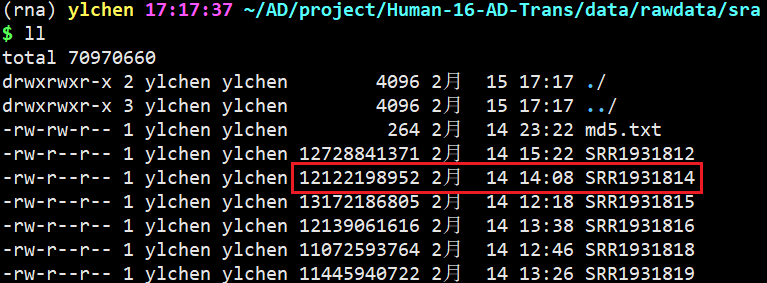 (rna) ylchen 17:17:37 ~/AD/project/Human-16-AD-Trans/data/rawdata/sra
$ ll
total 70970660
drwxrwxr-x 2 ylchen ylchen 4096 2月 15 17:17 ./
drwxrwxr-x 3 ylchen ylchen 4096 2月 15 17:17 ../
-rw-rw-r-- 1 ylchen ylchen 264 2月 14 23:22 md5.txt
-rw-r--r-- 1 ylchen ylchen 12728841371 2月 14 15:22 SRR1931812
-rw-r--r-- 1 ylchen ylchen 12122198952 2月 14 14:08 SRR1931814
-rw-r--r-- 1 ylchen ylchen 13172186805 2月 14 12:18 SRR1931815
-rw-r--r-- 1 ylchen ylchen 12139061616 2月 14 13:38 SRR1931816
-rw-r--r-- 1 ylchen ylchen 11072593764 2月 14 12:46 SRR1931818
-rw-r--r-- 1 ylchen ylchen 11445940722 2月 14 13:26 SRR1931819